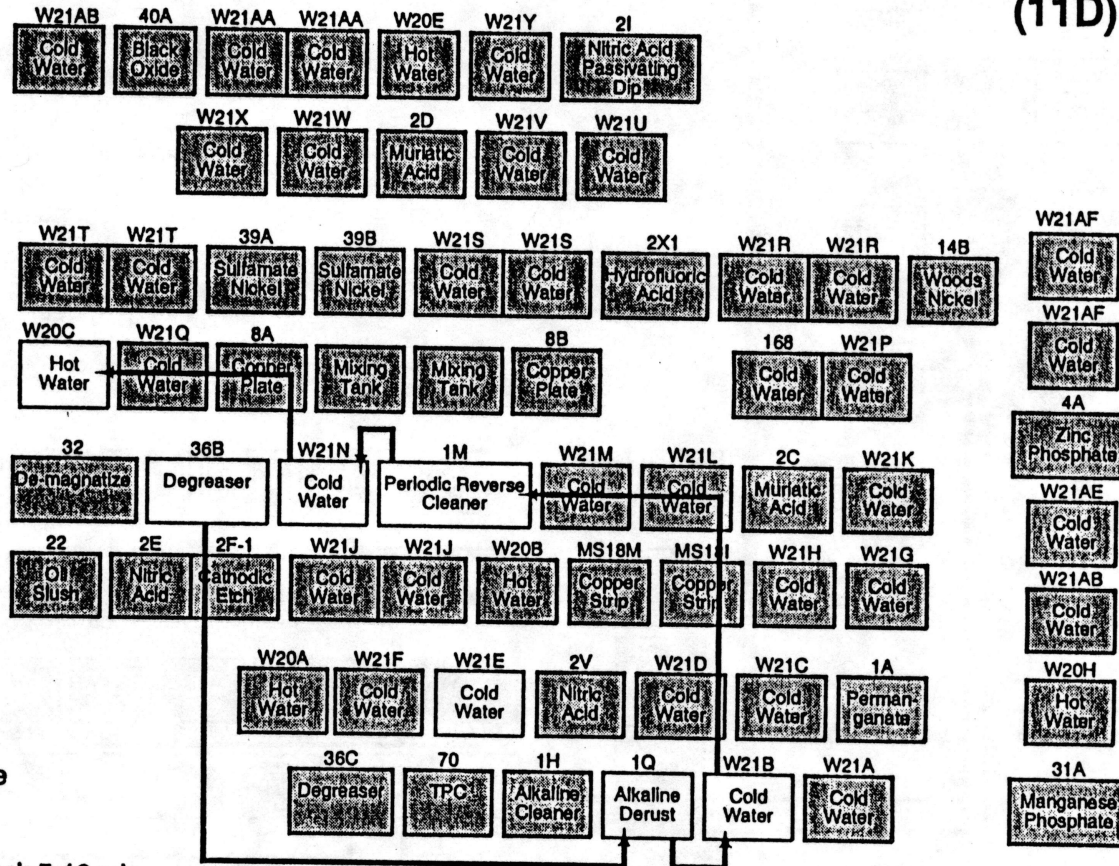 (11D)
W21AB 40A W21AA W21AA W20E W21Y 2I
Cold Water
Black Oxide
Cold Water
Cold Water
Hot Water
Cold Water
Nitric Acid Passivating Dip
W21X W21W 2D W21V W21U
Cold Water
Cold Water
Muriatic Acid
Cold Water
Cold Water
W21T W21T 39A 39B W21S W21S 2X1 W21R W21R 14B
Cold Water
Cold Water
Sulfamate Nickel
Sulfamate Nickel
Cold Water
Cold Water
Hydrofluoric Acid
Cold Water
Cold Water
Woods Nickel
W20C W21Q 8A 8B 168 W21P
Hot Water
Cold Water
Copper Plate
Mixing Tank
Mixing Tank
Copper Plate
Cold Water
Cold Water
32 36B W21N 1M W21M W21L 2C W21K
De-magnatize
Degreaser
Cold Water
Periodic Reverse Cleaner
Cold Water
Cold Water
Muriatic Acid
Cold Water
22 2E 2F-1 W21J W21J W20B MS18M MS18I W21H W21G
Oil Slush
Nitric Acid
Cathodic Etch
Cold Water
Cold Water
Hot Water
Copper Strip
Copper Strip
Cold Water
Cold Water
W20A W21F W21E 2V W21D W21C 1A
Hot Water
Cold Water
Cold Water
Nitric Acid
Cold Water
Cold Water
Perman-
ganate
36C 70 1H 1Q W21B W21A
Degreaser
TPC
Alkaline Cleaner
Alkaline Derust
Cold Water
Cold Water
W21AF
Cold Water
W21AF
Cold Water
4A
Zinc Phosphate
W21AE
Cold Water
W21AB
Cold Water
W20H
Hot Water
31A
Manganese Phosphate